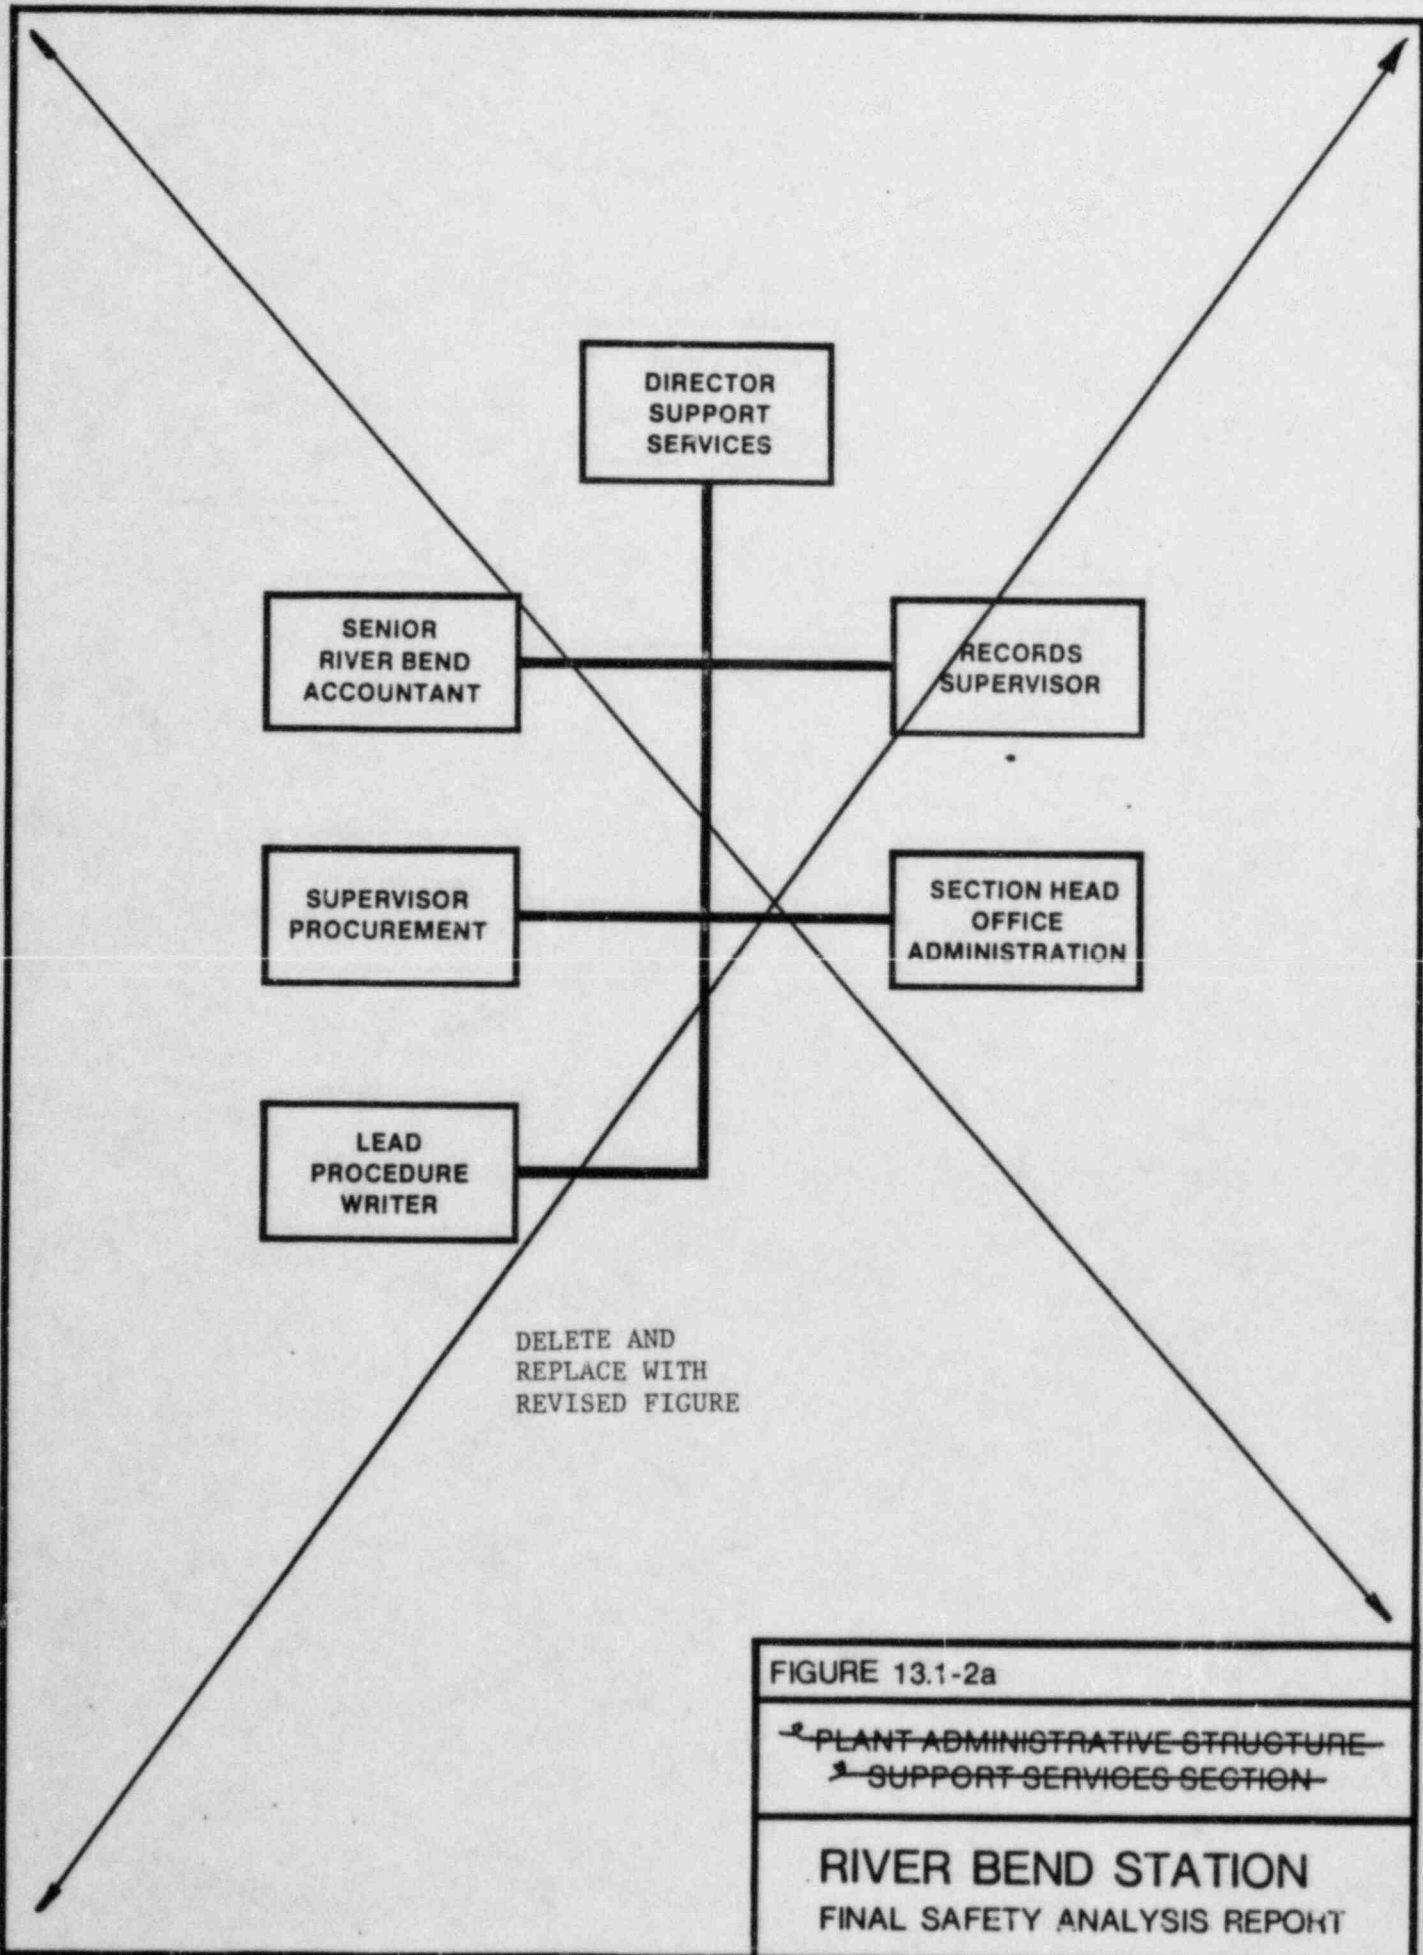 DIRECTOR
SUPPORT
SERVICES
SENIOR
RIVER BEND
ACCOUNTANT
RECORDS
SUPERVISOR
SUPERVISOR
PROCUREMENT
SECTION HEAD
OFFICE
ADMINISTRATION
LEAD
PROCEDURE
WRITER
DELETE AND
REPLACE WITH
REVISED FIGURE
FIGURE 13.1-2a
PLANT ADMINISTRATIVE STRUCTURE
SUPPORT SERVICES SECTION
RIVER BEND STATION
FINAL SAFETY ANALYSIS REPORT